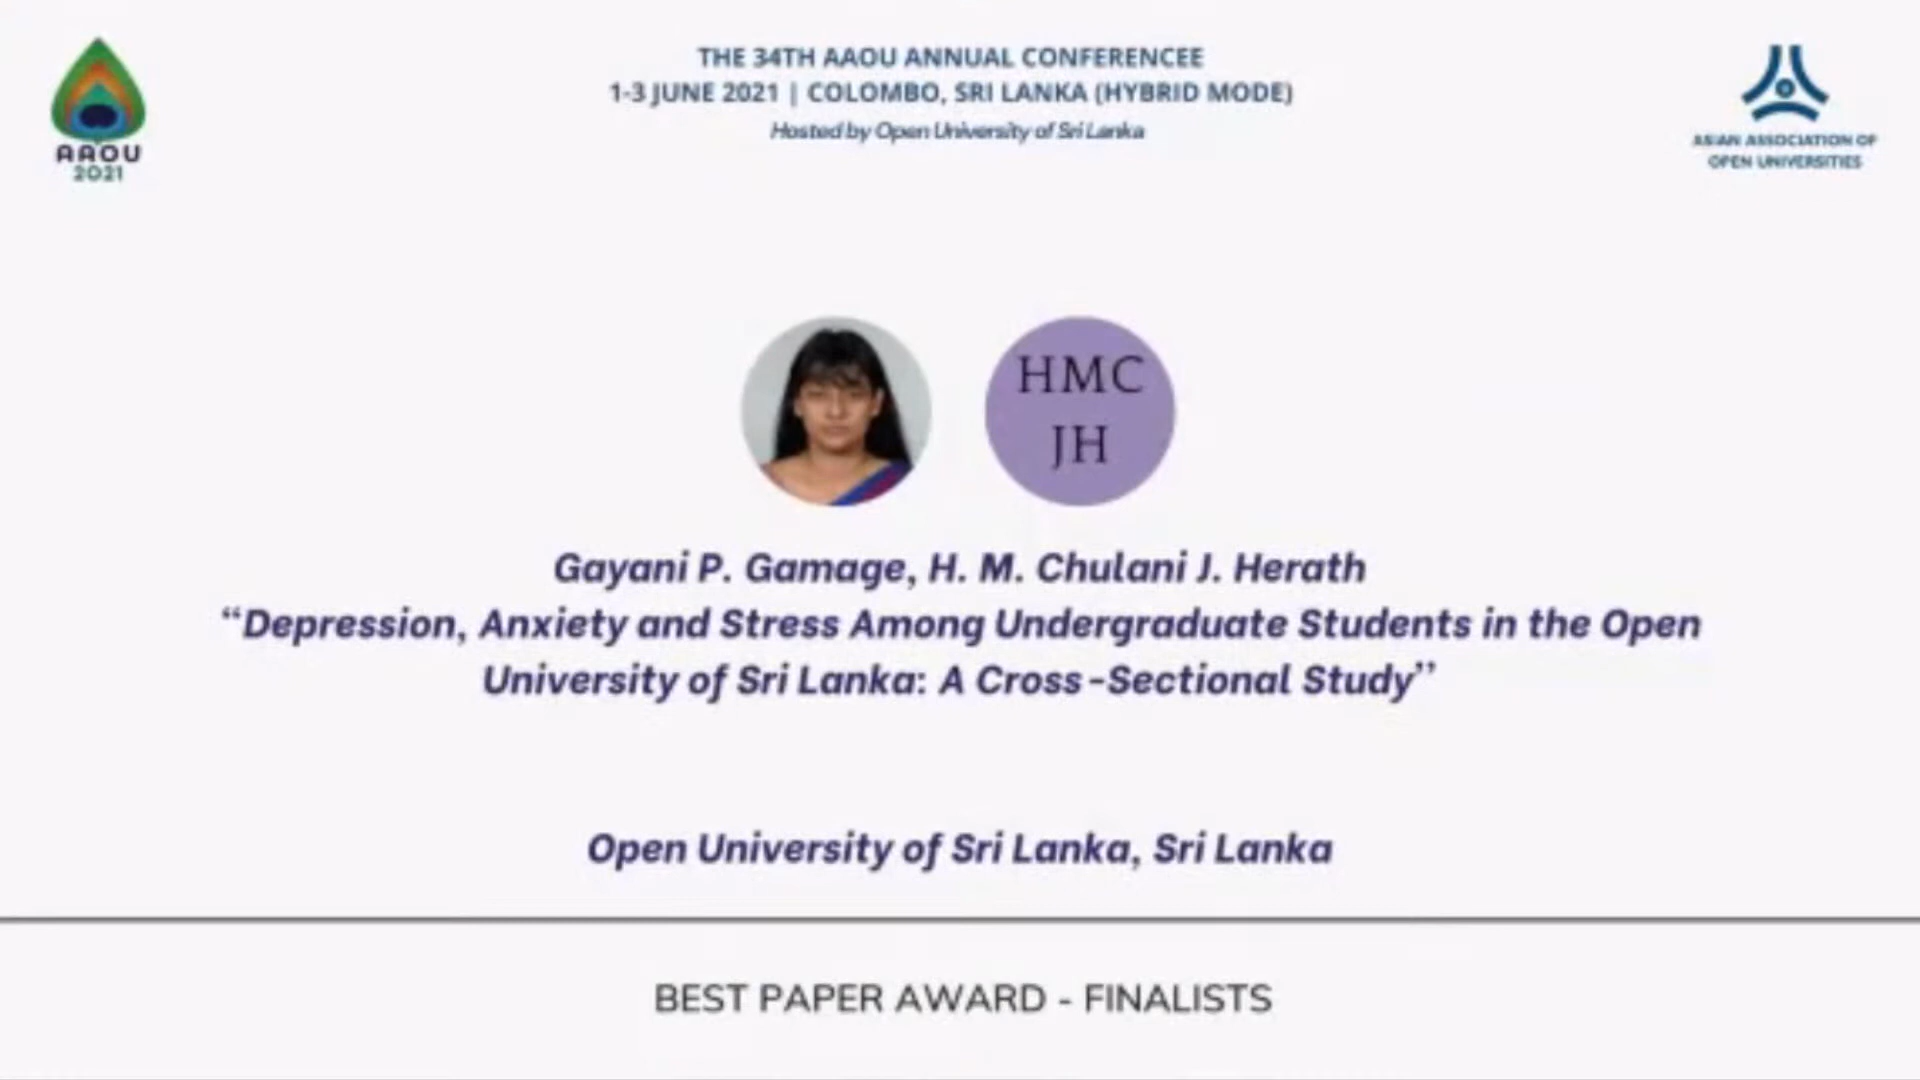 THE 34TH AAOU ANNUAL CONFERENCEE
1-3 JUNE 2021 | COLOMBO, SRI LANKA (HYBRID MODE)
Hosted by Open University of Sri Lanka
AAOU
2021
ASIAN ASSOCIATION OF
OPEN UNIVERSITIES
HMC
JH
Gayani P. Gamage, H. M. Chulani J. Herath
“Depression, Anxiety and Stress Among Undergraduate Students in the Open
University of Sri Lanka: A Cross-Sectional Study”
Open University of Sri Lanka, Sri Lanka
BEST PAPER AWARD - FINALISTS